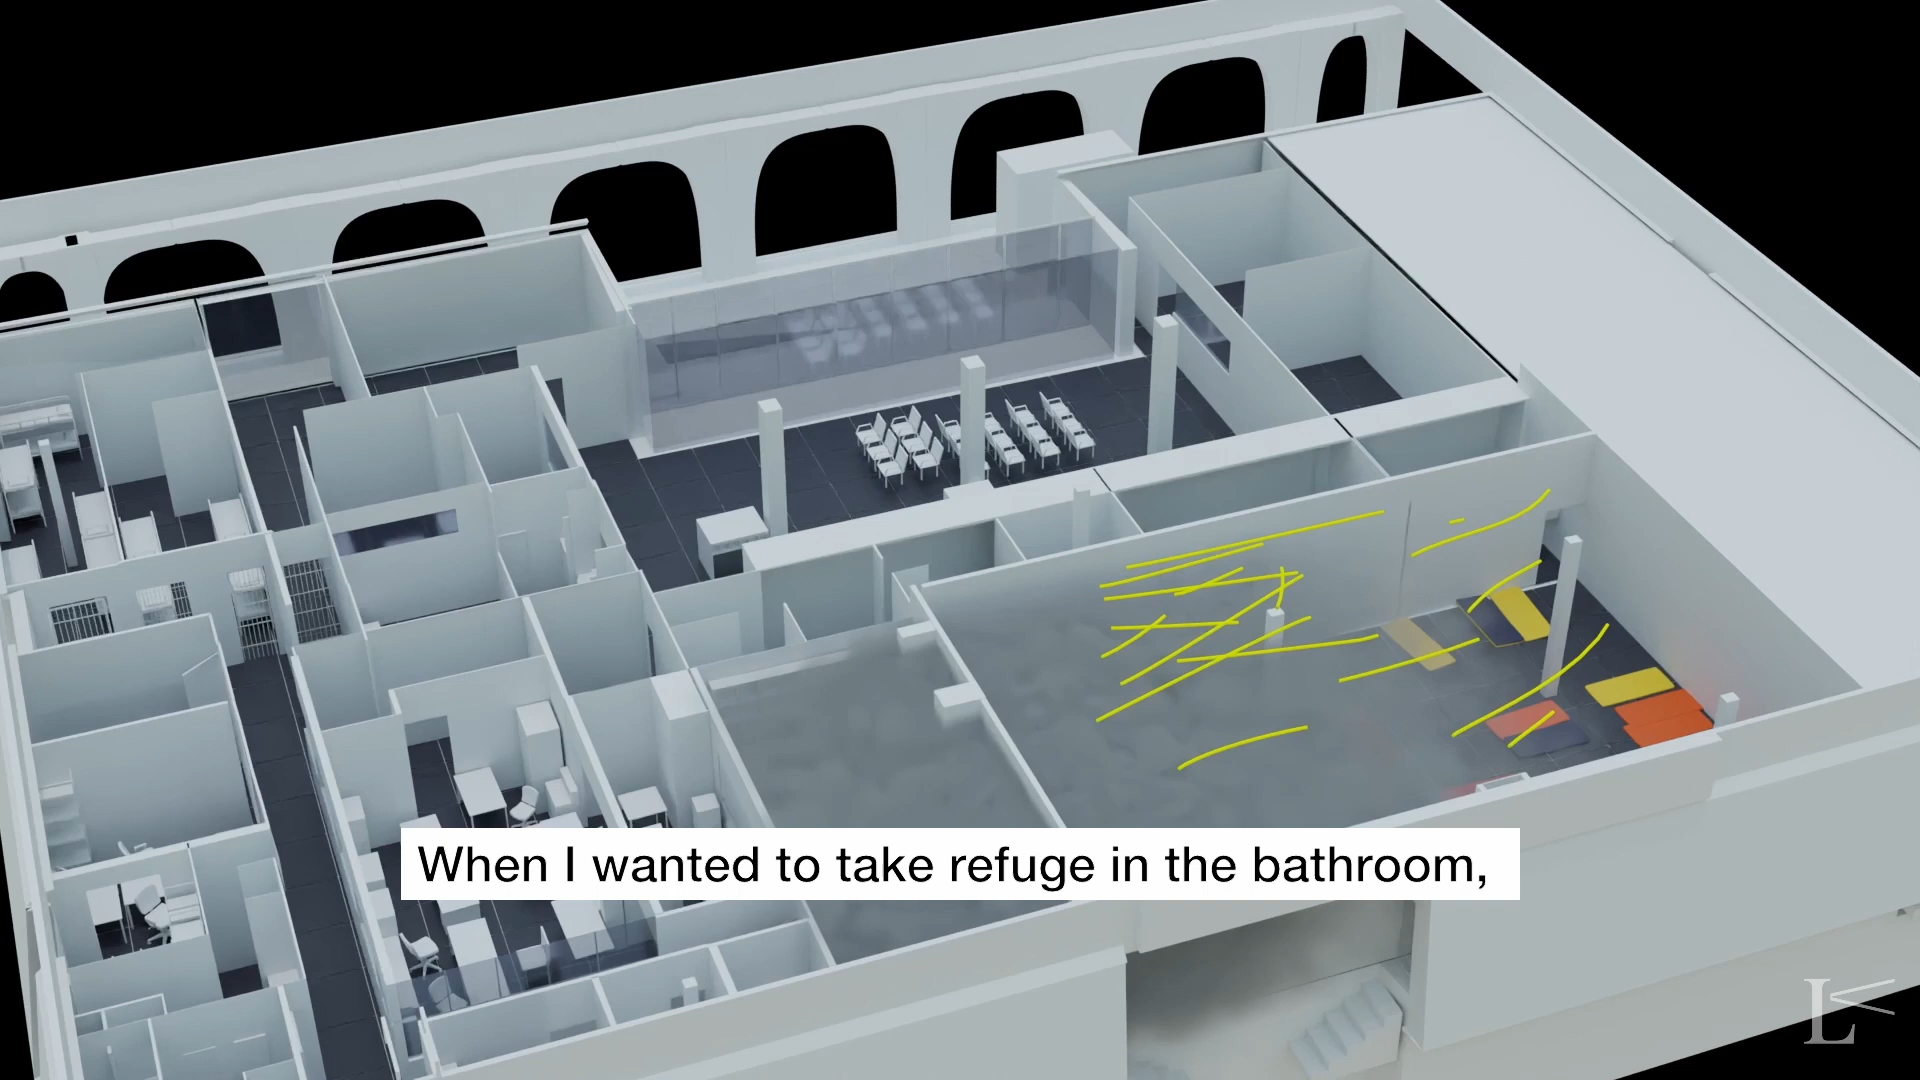 When I wanted to take refuge in the bathroom,
L